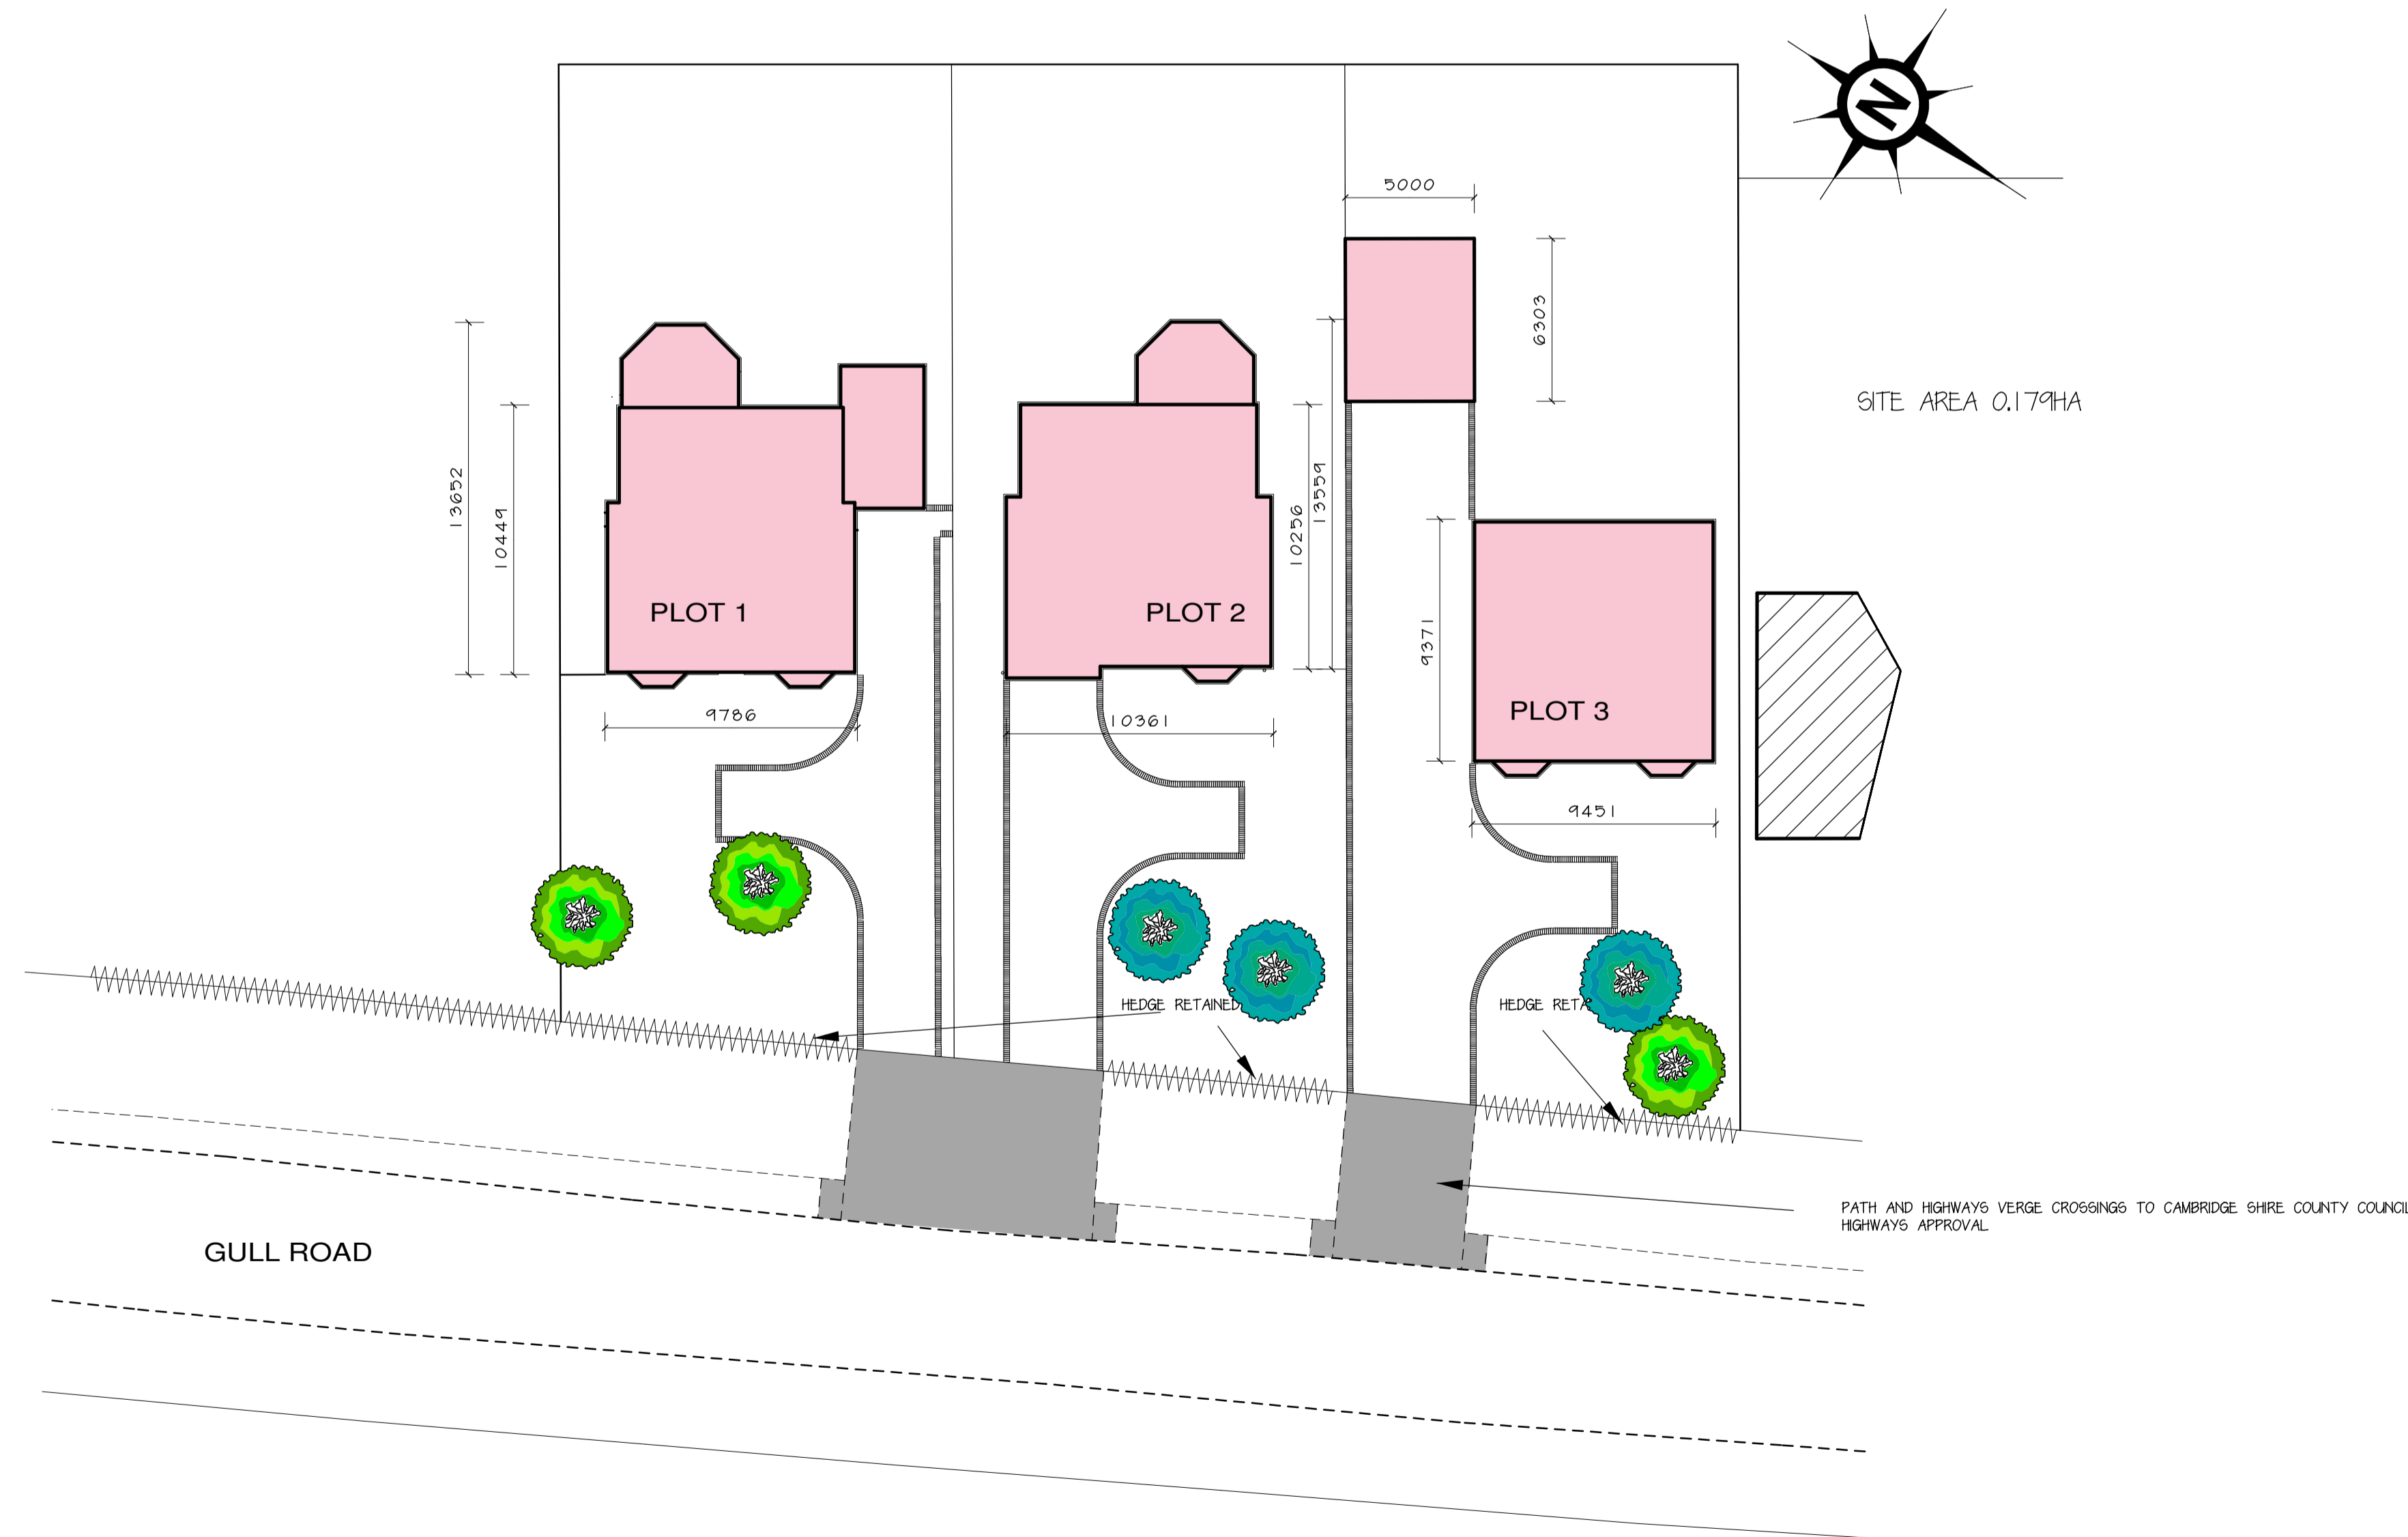 N
5000
6303
SITE AREA 0.179HA
13652
10449
10256
13559
PLOT 1
PLOT 2
9371
PLOT 3
9786
10361
9451
HEDGE RETAINED
HEDGE RETA
PATH AND HIGHWAYS VERGE CROSSINGS TO CAMBRIDGE SHIRE COUNTY COUNCIL
HIGHWAYS APPROVAL
GULL ROAD